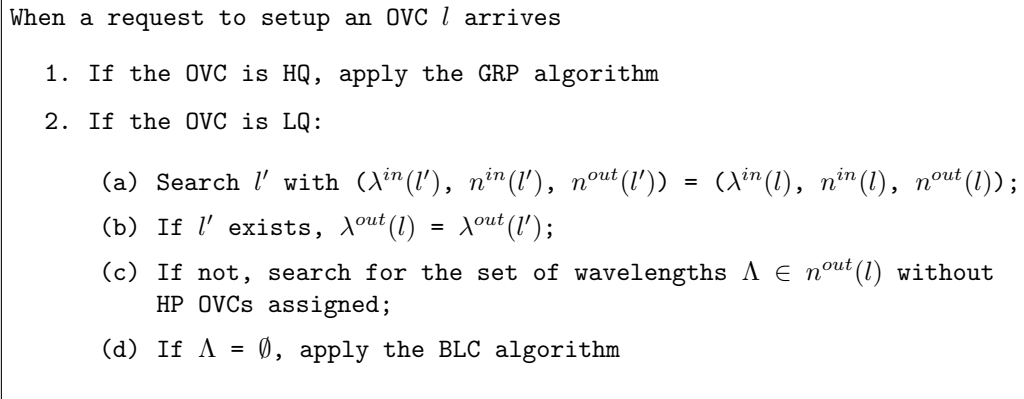 When a request to setup an OVC l arrives
1. If the OVC is HQ, apply the GRP algorithm
2. If the OVC is LQ:
(a) Search l′ with (λ^{in}(l′), n^{in}(l′), n^{out}(l′)) = (λ^{in}(l), n^{in}(l), n^{out}(l));
(b) If l′ exists, λ^{out}(l) = λ^{out}(l′);
(c) If not, search for the set of wavelengths Λ ∈ n^{out}(l) without
HP OVCs assigned;
(d) If Λ = ∅, apply the BLC algorithm